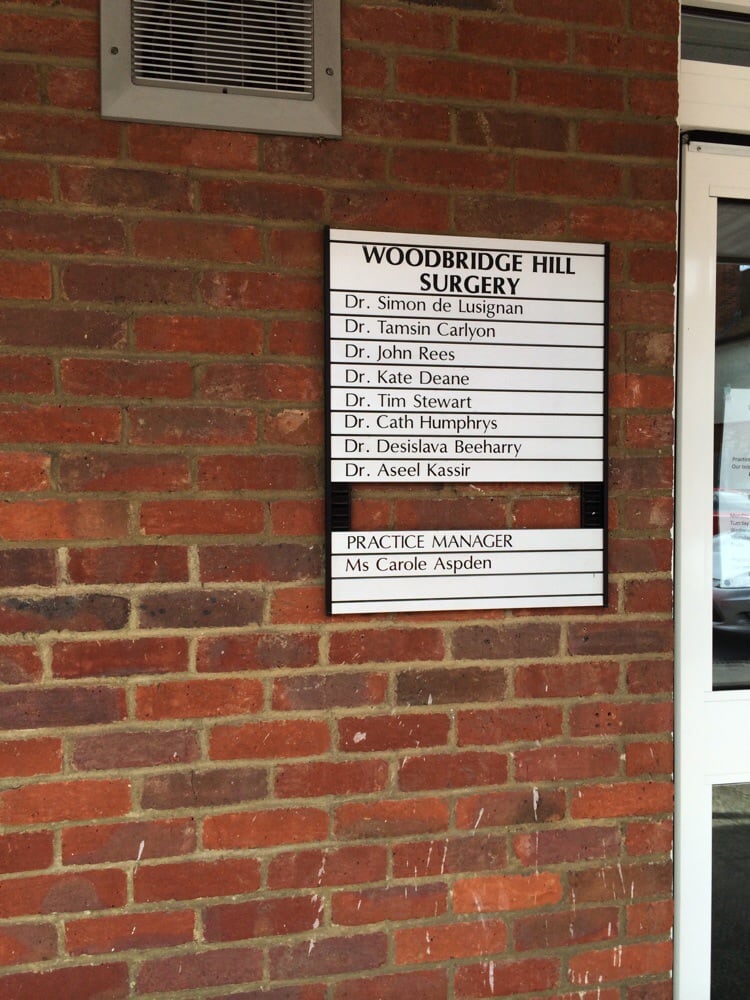 WOODBRIDGE HILL
SURGERY
Dr. Simon de Lusignan
Dr. Tamsin Carlyon
Dr. John Rees
Dr. Kate Deane
Dr. Tim Stewart
Dr. Cath Humphrys
Dr. Desislava Beeharry
Dr. Aseel Kassir
PRACTICE MANAGER
Ms Carole Aspden